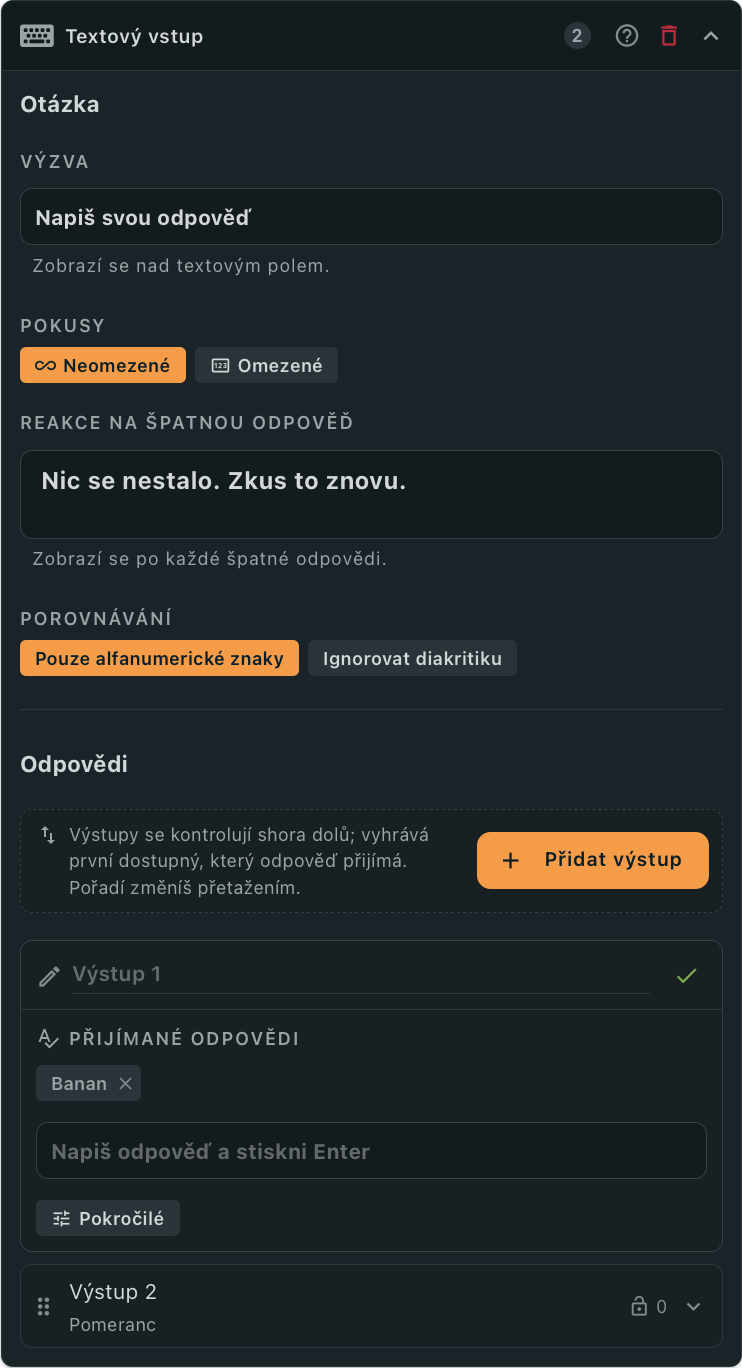 Textový vstup
2
Otázka
VÝZVA
Napiš svou odpověď
Zobrazí se nad textovým polem.
POKUSY
Neomezené
123 Omezené
REAKCE NA ŠPATNOU ODPOVĚĎ
Nic se nestalo. Zkus to znovu.
Zobrazí se po každé špatné odpovědi.
POROVNÁVÁNÍ
Pouze alfanumerické znaky
Ignorovat diakritiku
Odpovědi
Výstupy se kontrolují shora dolů; vyhrává
první dostupný, který odpověď přijímá.
Pořadí změníš přetažením.
+ Přidat výstup
Výstup 1
PŘIJÍMANÉ ODPOVĚDI
Banan
Napiš odpověď a stiskni Enter
Pokročilé
Výstup 2
0
Pomeranc